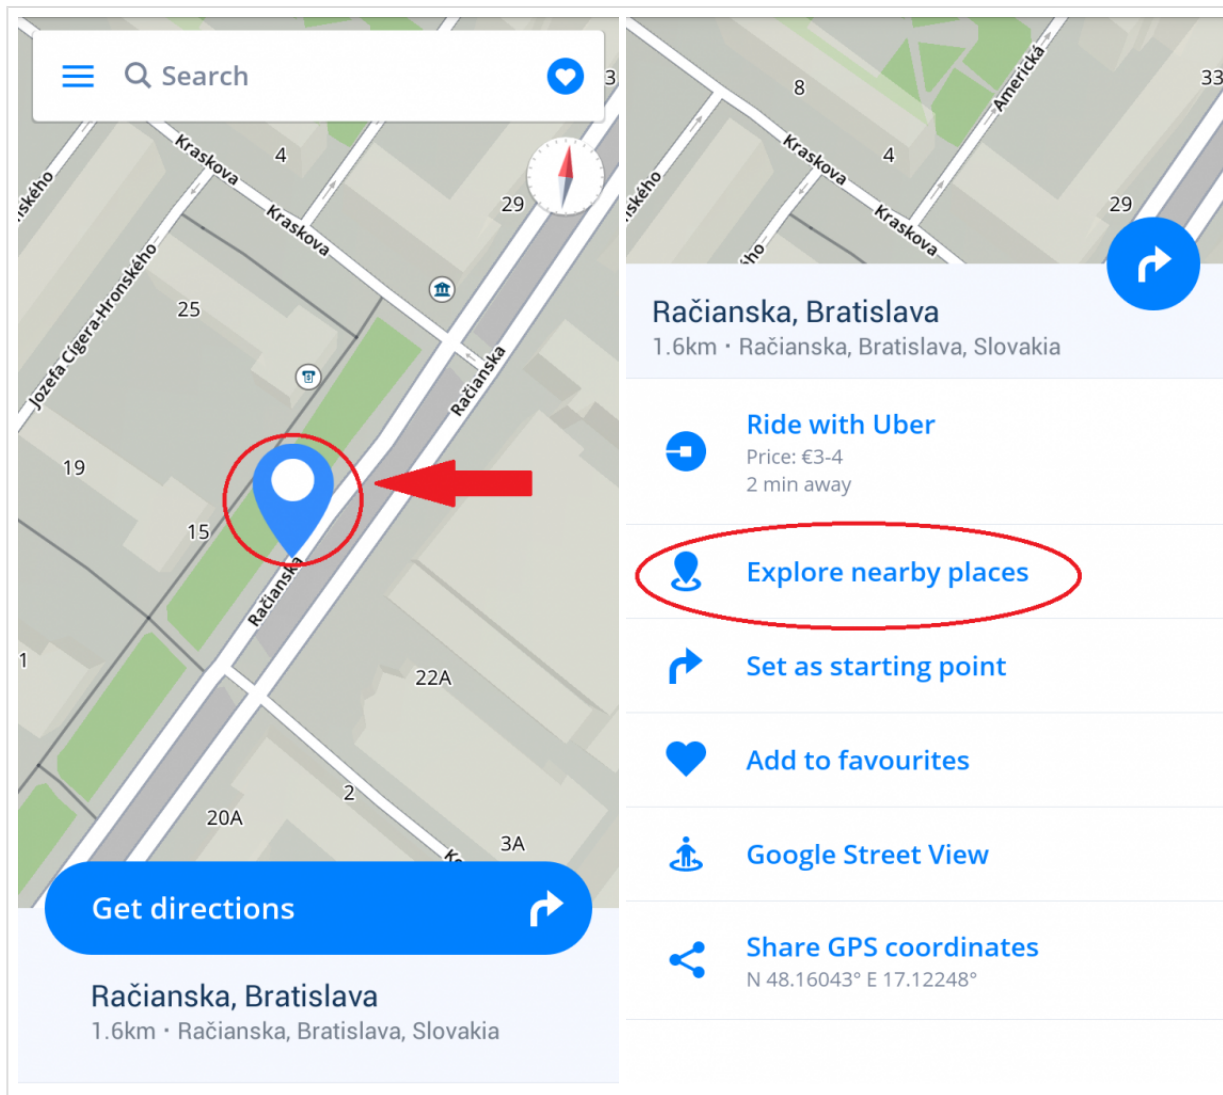 Search
3
Kraskova
4
29
Kraskova
Jozefa Cígera-Hronského
25
Račianska
19
15
Račianska
1
22A
2
20A
3A
Get directions
Račianska, Bratislava
1.6km · Račianska, Bratislava, Slovakia
Americká
33
8
Kraskova
4
29
Kraskova
Račianska, Bratislava
1.6km · Račianska, Bratislava, Slovakia
Ride with Uber
Price: €3-4
2 min away
Explore nearby places
Set as starting point
Add to favourites
Google Street View
Share GPS coordinates
N 48.16043° E 17.12248°